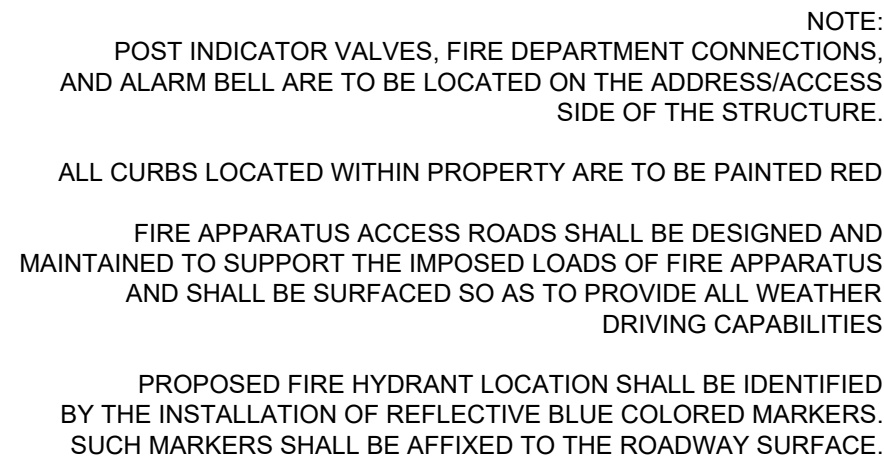 NOTE:
POST INDICATOR VALVES, FIRE DEPARTMENT CONNECTIONS,
AND ALARM BELL ARE TO BE LOCATED ON THE ADDRESS/ACCESS
SIDE OF THE STRUCTURE.
ALL CURBS LOCATED WITHIN PROPERTY ARE TO BE PAINTED RED
FIRE APPARATUS ACCESS ROADS SHALL BE DESIGNED AND
MAINTAINED TO SUPPORT THE IMPOSED LOADS OF FIRE APPARATUS
AND SHALL BE SURFACED SO AS TO PROVIDE ALL WEATHER
DRIVING CAPABILITIES
PROPOSED FIRE HYDRANT LOCATION SHALL BE IDENTIFIED
BY THE INSTALLATION OF REFLECTIVE BLUE COLORED MARKERS.
SUCH MARKERS SHALL BE AFFIXED TO THE ROADWAY SURFACE.